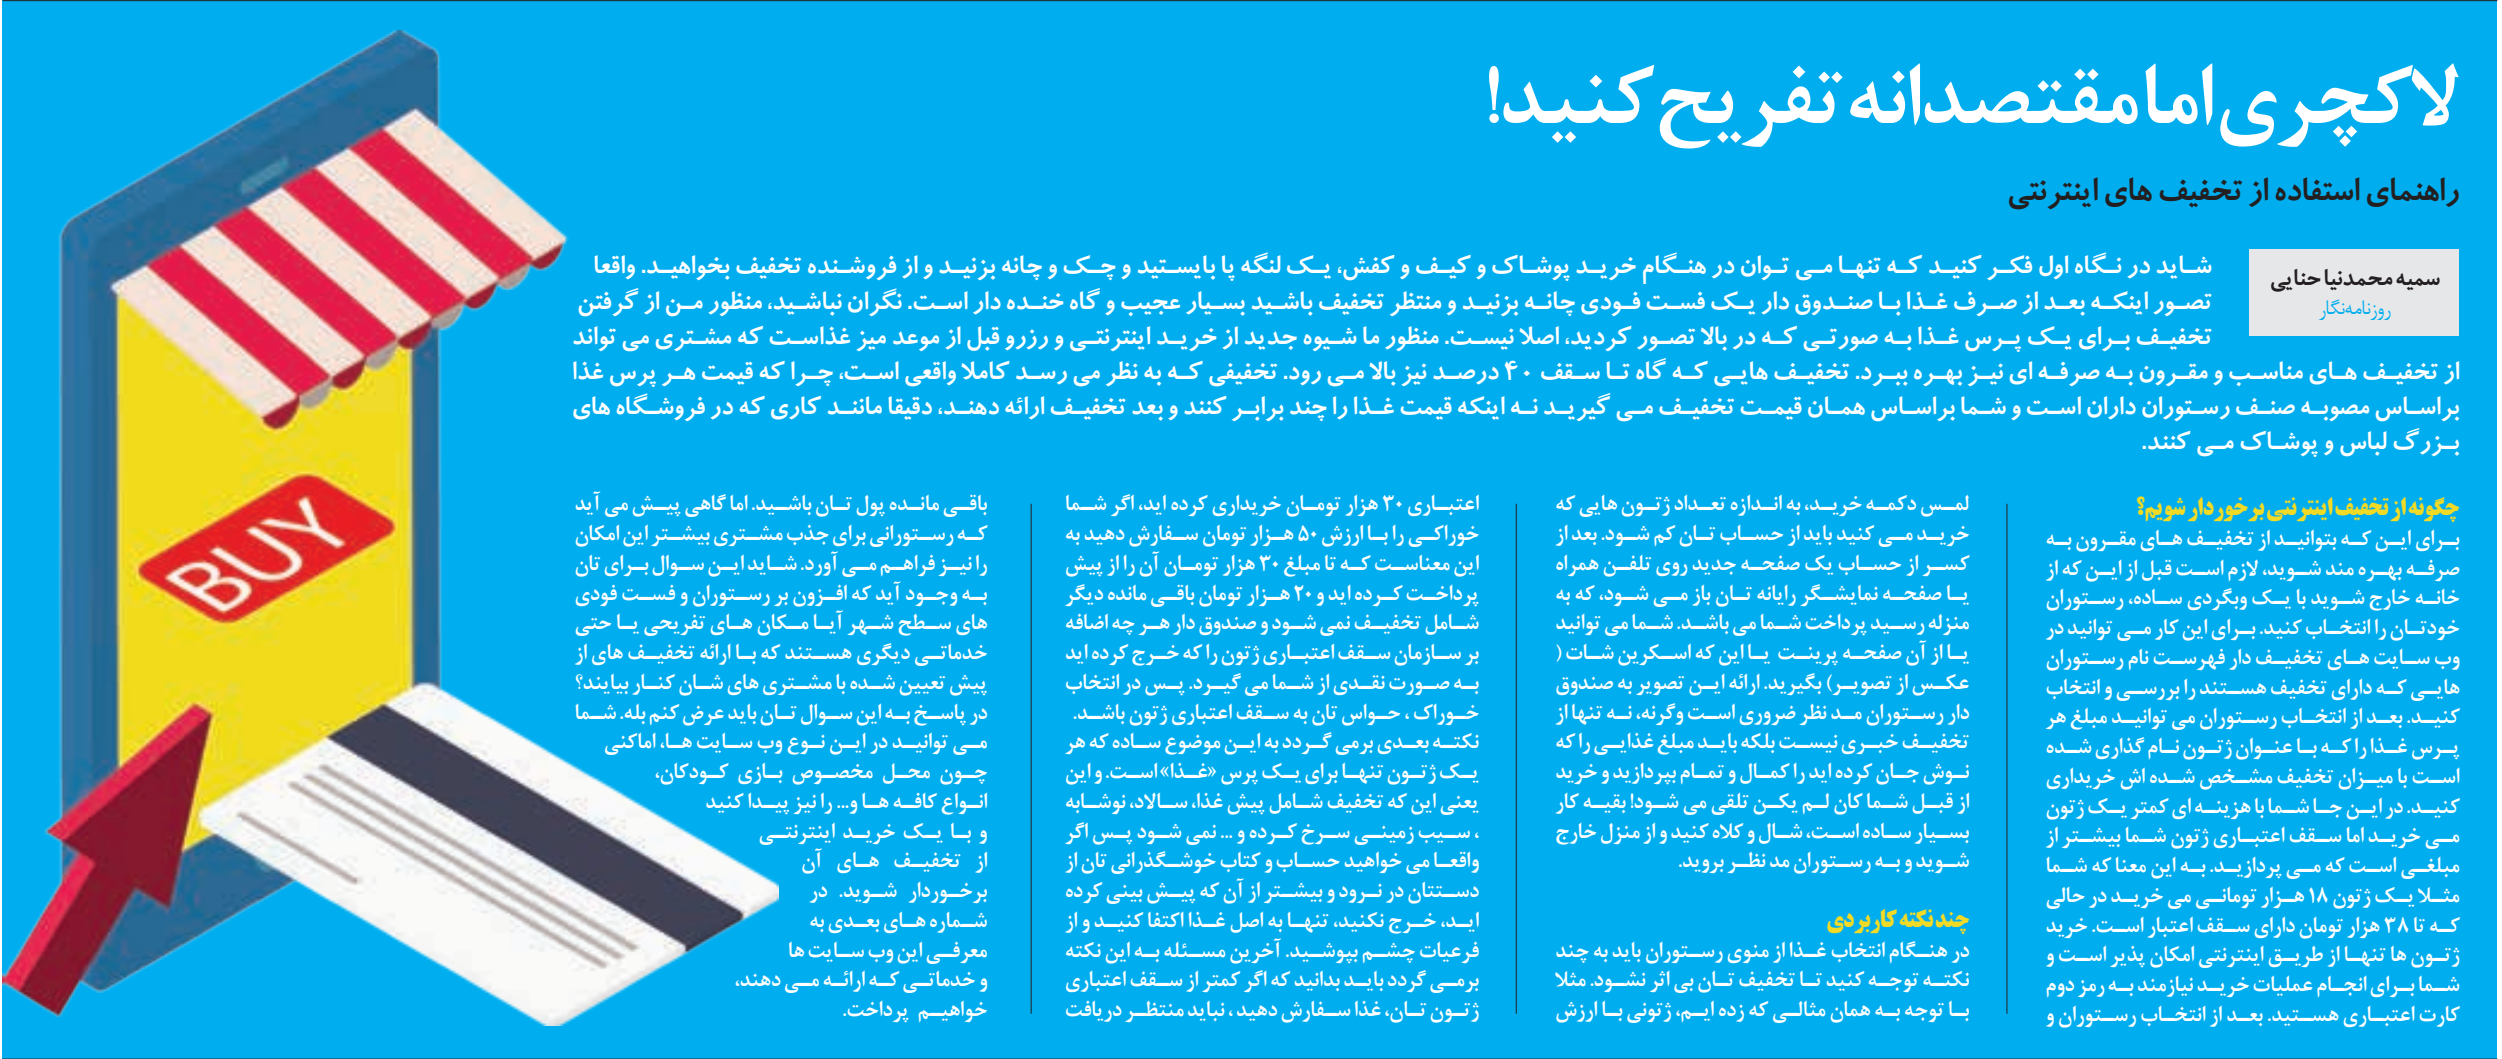 لاکچری اما مقتصدانه تفریح کنید!
راهنمای استفاده از تخفیف های اینترنتی
سمیه محمدنیا حنایی
روزنامه‌نگار
شاید در نگاه اول فکر کنید که تنها می توان در هنگام خرید پوشاک و کیف و کفش، یک لنگه پا بایستید و چک و چانه بزنید و از فروشنده تخفیف بخواهید. واقعا
تصور اینکه بعد از صرف غذا با صندوق دار یک فست فودی چانه بزنید و منتظر تخفیف باشید بسیار عجیب و گاه خنده دار است. نگران نباشید، منظور من از گرفتن
تخفیف برای یک پرس غذا به صورتی که در بالا تصور کردید، اصلا نیست. منظور ما شیوه جدید از خرید اینترنتی و رزرو قبل از موعد میز غذاست که مشتری می تواند
از تخفیف های مناسب و مقرون به صرفه ای نیز بهره ببرد. تخفیف هایی که گاه تا سقف ۴۰ درصد نیز بالا می رود. تخفیفی که به نظر می رسد کاملا واقعی است، چرا که قیمت هر پرس غذا
براساس مصوبه صنف رستوران داران است و شما براساس همان قیمت تخفیف می گیرید نه اینکه قیمت غذا را چند برابر کنند و بعد تخفیف ارائه دهند، دقیقا مانند کاری که در فروشگاه های
بزرگ لباس و پوشاک می کنند.
چگونه از تخفیف اینترنتی برخوردار شویم؟
برای این که بتوانید از تخفیف های مقرون به
صرفه بهره مند شوید، لازم است قبل از این که از
خانه خارج شوید با یک وبگردی ساده، رستوران
خودتان را انتخاب کنید. برای این کار می توانید در
وب سایت های تخفیف دار فهرست نام رستوران
هایی که دارای تخفیف هستند را بررسی و انتخاب
کنید. بعد از انتخاب رستوران می توانید مبلغ هر
پرس غذا را که با عنوان ژتون نام گذاری شده
است با میزان تخفیف مشخص شده اش خریداری
کنید. در این جا شما با هزینه ای کمتر یک ژتون
می خرید اما سقف اعتباری ژتون شما بیشتر از
مبلغی است که می پردازید. به این معنا که شما
مثلا یک ژتون ۱۸ هزار تومانی می خرید در حالی
که تا ۳۸ هزار تومان دارای سقف اعتبار است. خرید
ژتون ها تنها از طریق اینترنتی امکان پذیر است و
شما برای انجام عملیات خرید نیازمند به رمز دوم
کارت اعتباری هستید. بعد از انتخاب رستوران و
لمس دکمه خرید، به اندازه تعداد ژتون هایی که
خرید می کنید باید از حساب تان کم شود. بعد از
کسر از حساب یک صفحه جدید روی تلفن همراه
یا صفحه نمایشگر رایانه تان باز می شود، که به
منزله رسید پرداخت شما می باشد. شما می توانید
یا از آن صفحه پرینت یا این که اسکرین شات (
عکس از تصویر) بگیرید. ارائه این تصویر به صندوق
دار رستوران مد نظر ضروری است وگرنه، نه تنها از
تخفیف خبری نیست بلکه باید مبلغ غذایی را که
نوش جان کرده اید را کمال و تمام بپردازید و خرید
از قبل شما کان لم یکن تلقی می شود! بقیه کار
بسیار ساده است، شال و کلاه کنید و از منزل خارج
شوید و به رستوران مد نظر بروید.
چند نکته کاربردی
در هنگام انتخاب غذا از منوی رستوران باید به چند
نکته توجه کنید تا تخفیف تان بی اثر نشود. مثلا
با توجه به همان مثالی که زده ایم، ژتونی با ارزش
اعتباری ۳۰ هزار تومان خریداری کرده اید، اگر شما
خوراکی را با ارزش ۵۰ هزار تومان سفارش دهید به
این معناست که تا مبلغ ۳۰ هزار تومان آن را از پیش
پرداخت کرده اید و ۲۰ هزار تومان باقی مانده دیگر
شامل تخفیف نمی شود و صندوق دار هر چه اضافه
بر سازمان سقف اعتباری ژتون را که خرج کرده اید
به صورت نقدی از شما می گیرد. پس در انتخاب
خوراک ، حواس تان به سقف اعتباری ژتون باشد.
نکته بعدی برمی گردد به این موضوع ساده که هر
یک ژتون تنها برای یک پرس «غذا» است. و این
یعنی این که تخفیف شامل پیش غذا، سالاد، نوشابه
، سیب زمینی سرخ کرده و ... نمی شود پس اگر
واقعا می خواهید حساب و کتاب خوشگذرانی تان از
دستتان در نرود و بیشتر از آن که پیش بینی کرده
اید، خرج نکنید، تنها به اصل غذا اکتفا کنید و از
فرعیات چشم بپوشید. آخرین مسئله به این نکته
برمی گردد باید بدانید که اگر کمتر از سقف اعتباری
ژتون تان، غذا سفارش دهید ، نباید منتظر دریافت
باقی مانده پول تان باشید. اما گاهی پیش می آید
که رستورانی برای جذب مشتری بیشتر این امکان
را نیز فراهم می آورد. شاید این سوال برای تان
به وجود آید که افزون بر رستوران و فست فودی
های سطح شهر آیا مکان های تفریحی یا حتی
خدماتی دیگری هستند که با ارائه تخفیف های از
پیش تعیین شده با مشتری های شان کنار بیایند؟
در پاسخ به این سوال تان باید عرض کنم بله. شما
می توانید در این نوع وب سایت ها، اماکنی
چون محل مخصوص بازی کودکان،
انواع کافه ها و... را نیز پیدا کنید
و با یک خرید اینترنتی
از تخفیف های آن
برخوردار شوید. در
شماره های بعدی به
معرفی این وب سایت ها
و خدماتی که ارائه می دهند،
خواهیم پرداخت.
BUY